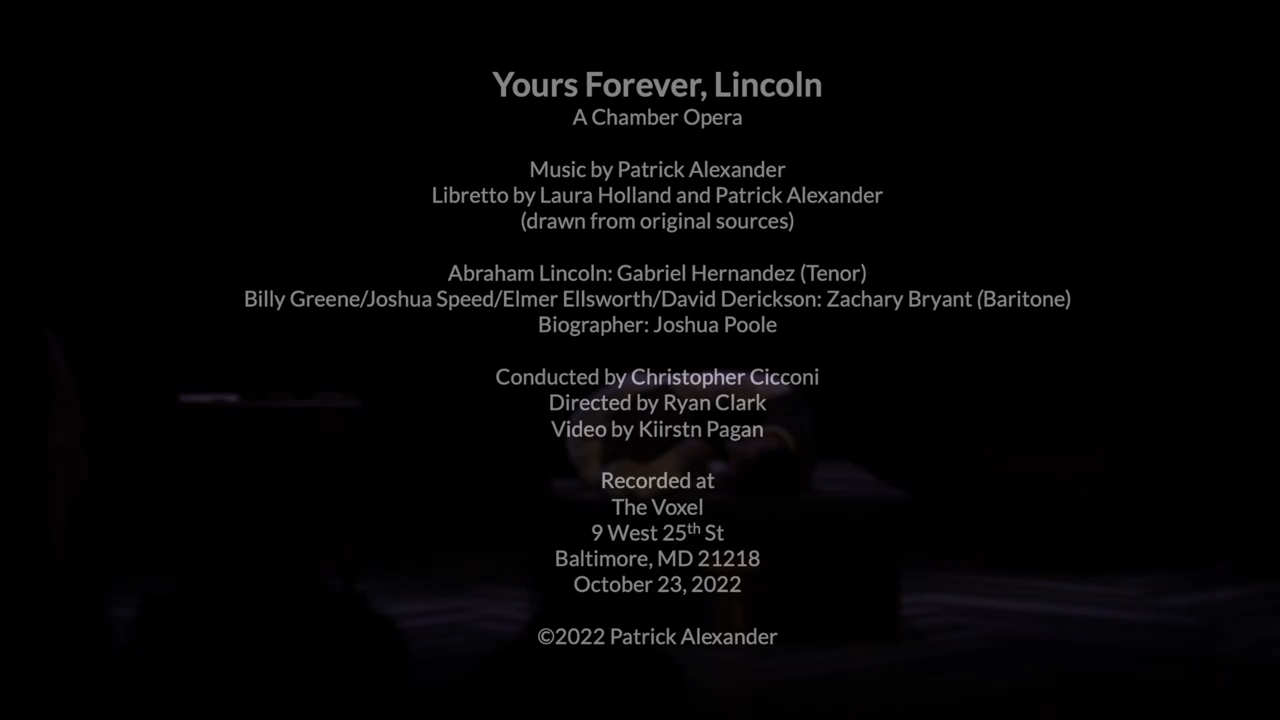 Yours Forever, Lincoln
A Chamber Opera
Music by Patrick Alexander
Libretto by Laura Holland and Patrick Alexander
(drawn from original sources)
Abraham Lincoln: Gabriel Hernandez (Tenor)
Billy Greene/Joshua Speed/Elmer Ellsworth/David Derickson: Zachary Bryant (Baritone)
Biographer: Joshua Poole
Conducted by Christopher Cicconi
Directed by Ryan Clark
Video by Kiirstn Pagan
Recorded at
The Voxel
9 West 25th St
Baltimore, MD 21218
October 23, 2022
©2022 Patrick Alexander